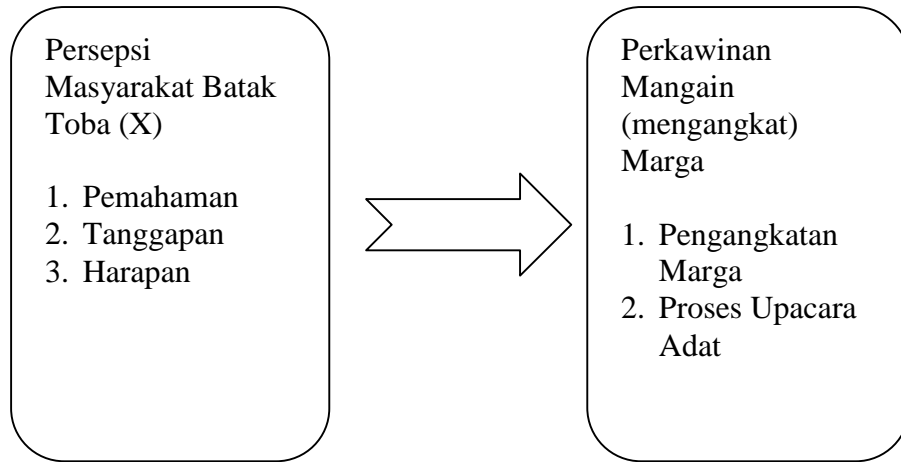 Persepsi
Masyarakat Batak
Toba (X)
1. Pemahaman
2. Tanggapan
3. Harapan
Perkawinan
Mangain
(mengangkat)
Marga
1. Pengangkatan
Marga
2. Proses Upacara
Adat